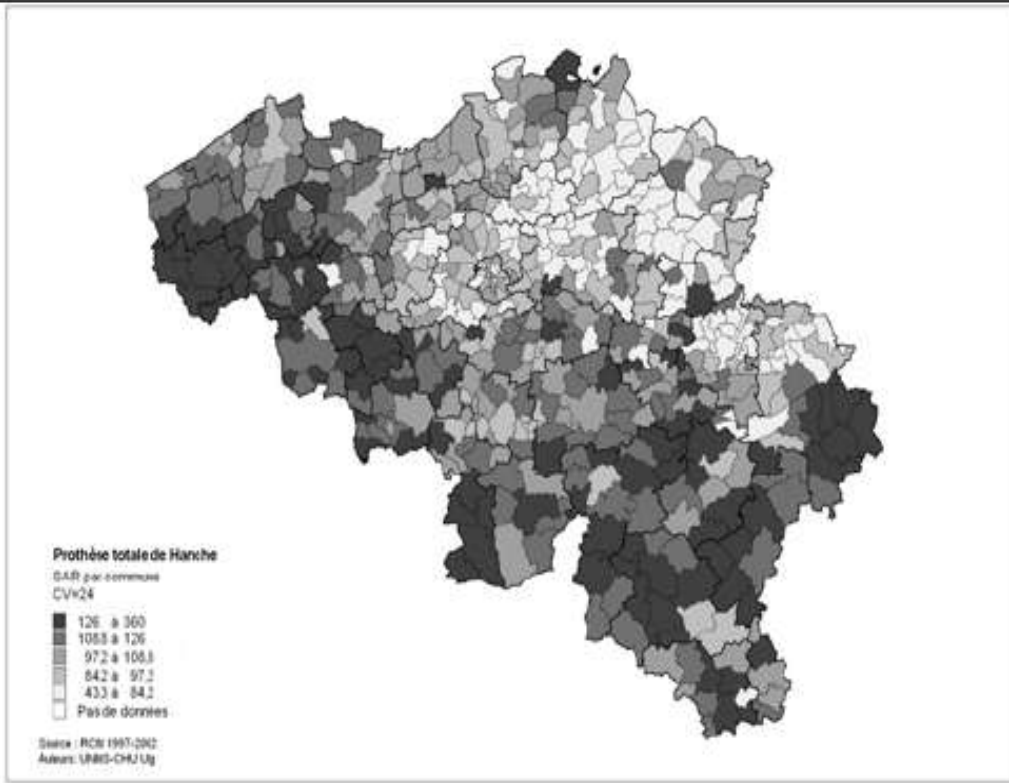 Prothèse totale de Hanche
SAR par commune
CV=24
126. à 360
108.8 à 126
97.2 à 108.8
84.2 à 97.2
43.3 à 84.2
Pas de données
Source : RCM 1997-2002
Auteurs: UNMS-CHU Ulg